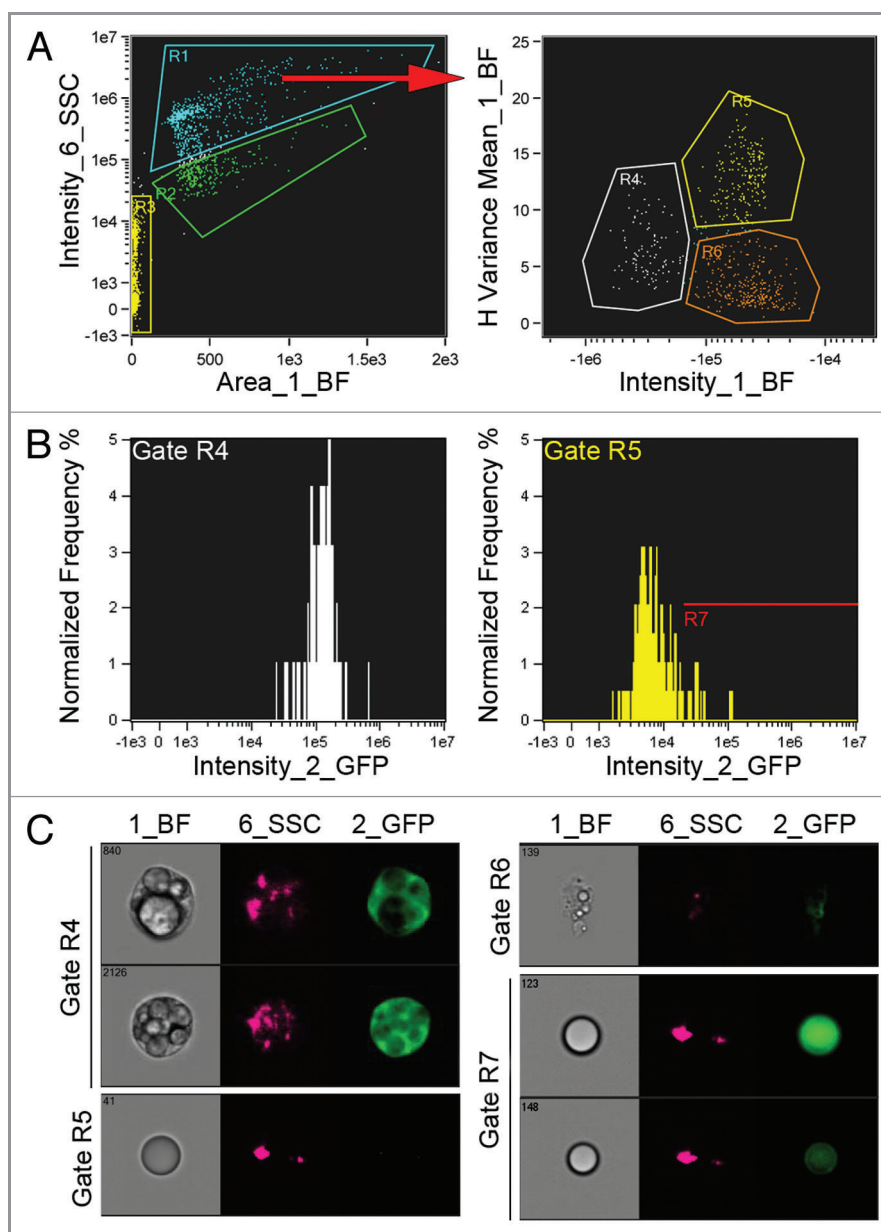 A
Intensity_6_SSC
1e7
1e6
1e5
1e4
1e3
0
-1e3
R1
R2
R3
0 500 1e3 1.5e3 2e3
Area_1_BF
H Variance Mean_1_BF
25
20
15
10
5
0
R5
R4
R6
-1e6 -1e5 -1e4
Intensity_1_BF
B
Normalized Frequency %
5
4
3
2
1
0
Gate R4
-1e3 0 1e3 1e4 1e5 1e6 1e7
Intensity_2_GFP
Normalized Frequency %
5
4
3
2
1
0
Gate R5
R7
-1e3 0 1e3 1e4 1e5 1e6 1e7
Intensity_2_GFP
C
1_BF 6_SSC 2_GFP
Gate R4
840
2126
Gate R5
41
1_BF 6_SSC 2_GFP
Gate R6
139
Gate R7
123
148